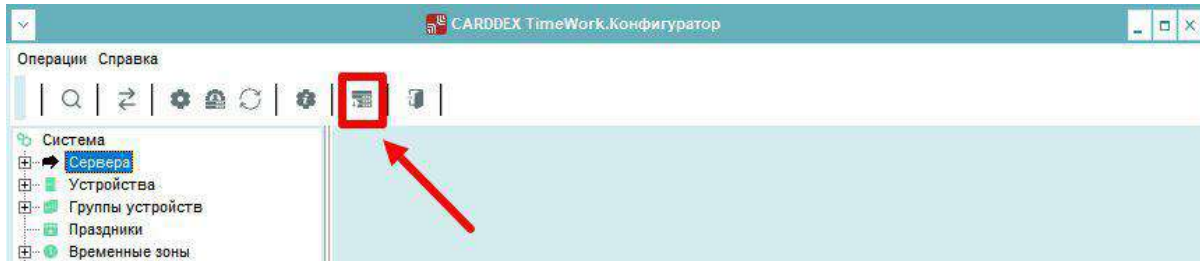 CARDDEX TimeWork.Конфигуратор
Операции Справка
Система
Сервера
Устройства
Группы устройств
Праздники
Временные зоны